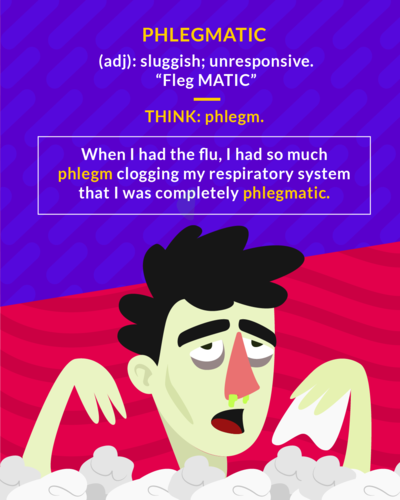 PHLEGMATIC
(adj): sluggish; unresponsive.
“Fleg MATIC”
THINK: phlegm.
When I had the flu, I had so much
phlegm clogging my respiratory system
that I was completely phlegmatic.